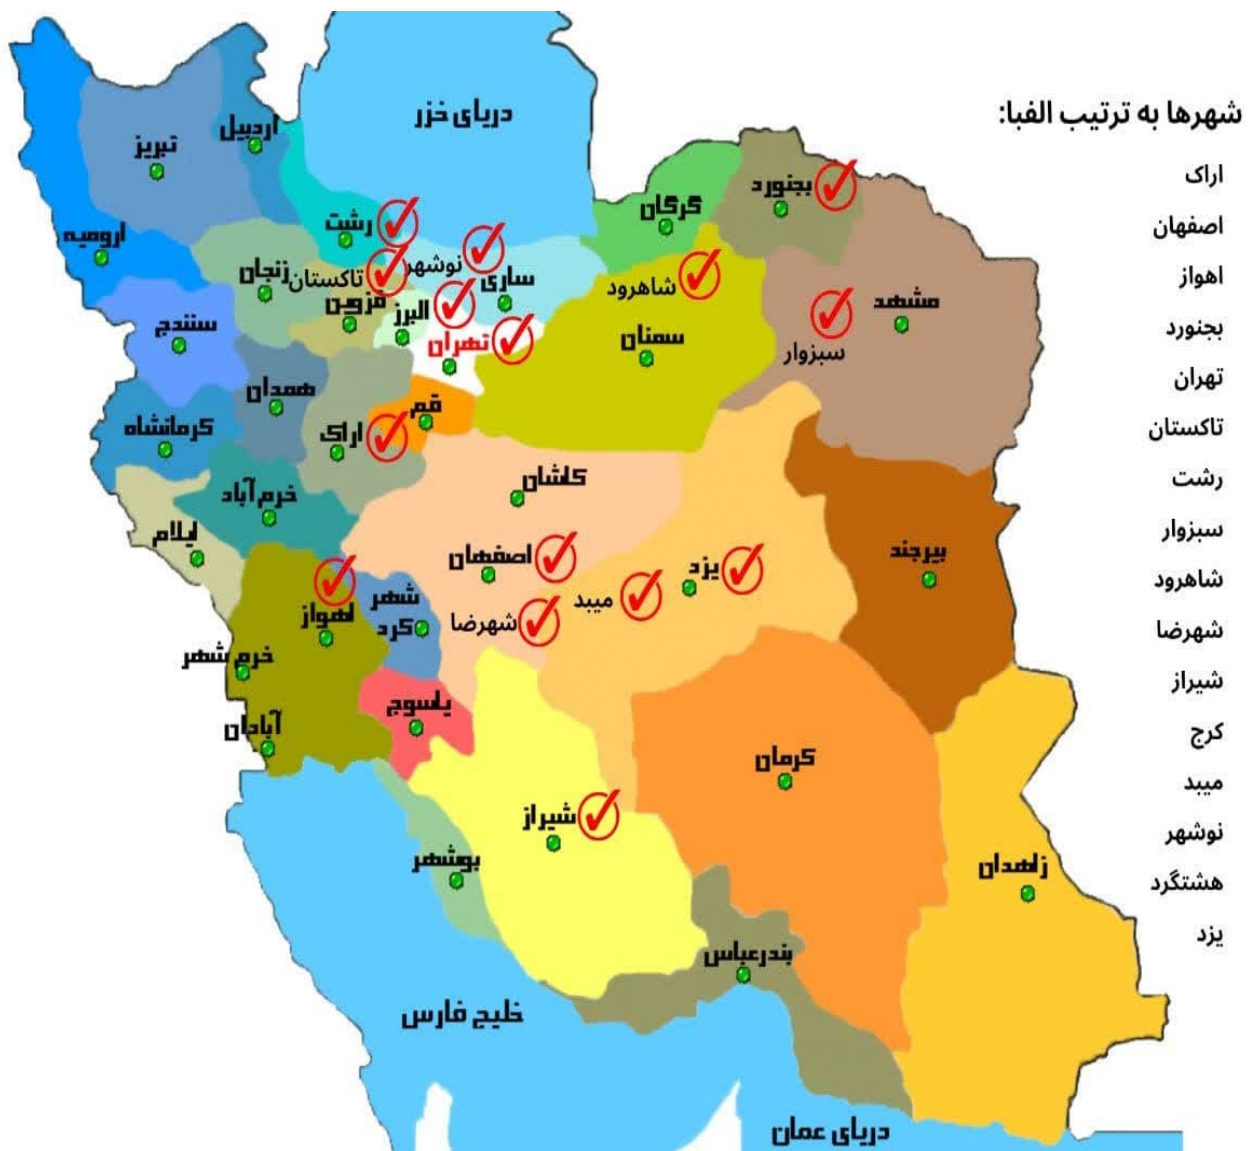 دریای خزر
شهرها به ترتیب الفبا:
اردبیل
تبریز
اراک
بجنورد
گرگان
رشت
اصفهان
ارومیه
نوشهر
زنجان
تاکستان
ساری
شاهرود
اهواز
قزوین
البرز
مشهد
سنندج
تهران
سمنان
سبزوار
بجنورد
همدان
قم
تهران
کرمانشاه
اراک
تاکستان
کاشان
رشت
خرم آباد
ایلام
اصفهان
بیرجند
سبزوار
یزد
شاهرود
شهر
کرد
میبد
اهواز
شهرضا
شهرضا
خرم شهر
شیراز
یاسوج
آبادان
کرج
کرمان
میبد
شیراز
نوشهر
بوشهر
زاهدان
هشتگرد
یزد
بندرعباس
خلیج فارس
دریای عمان